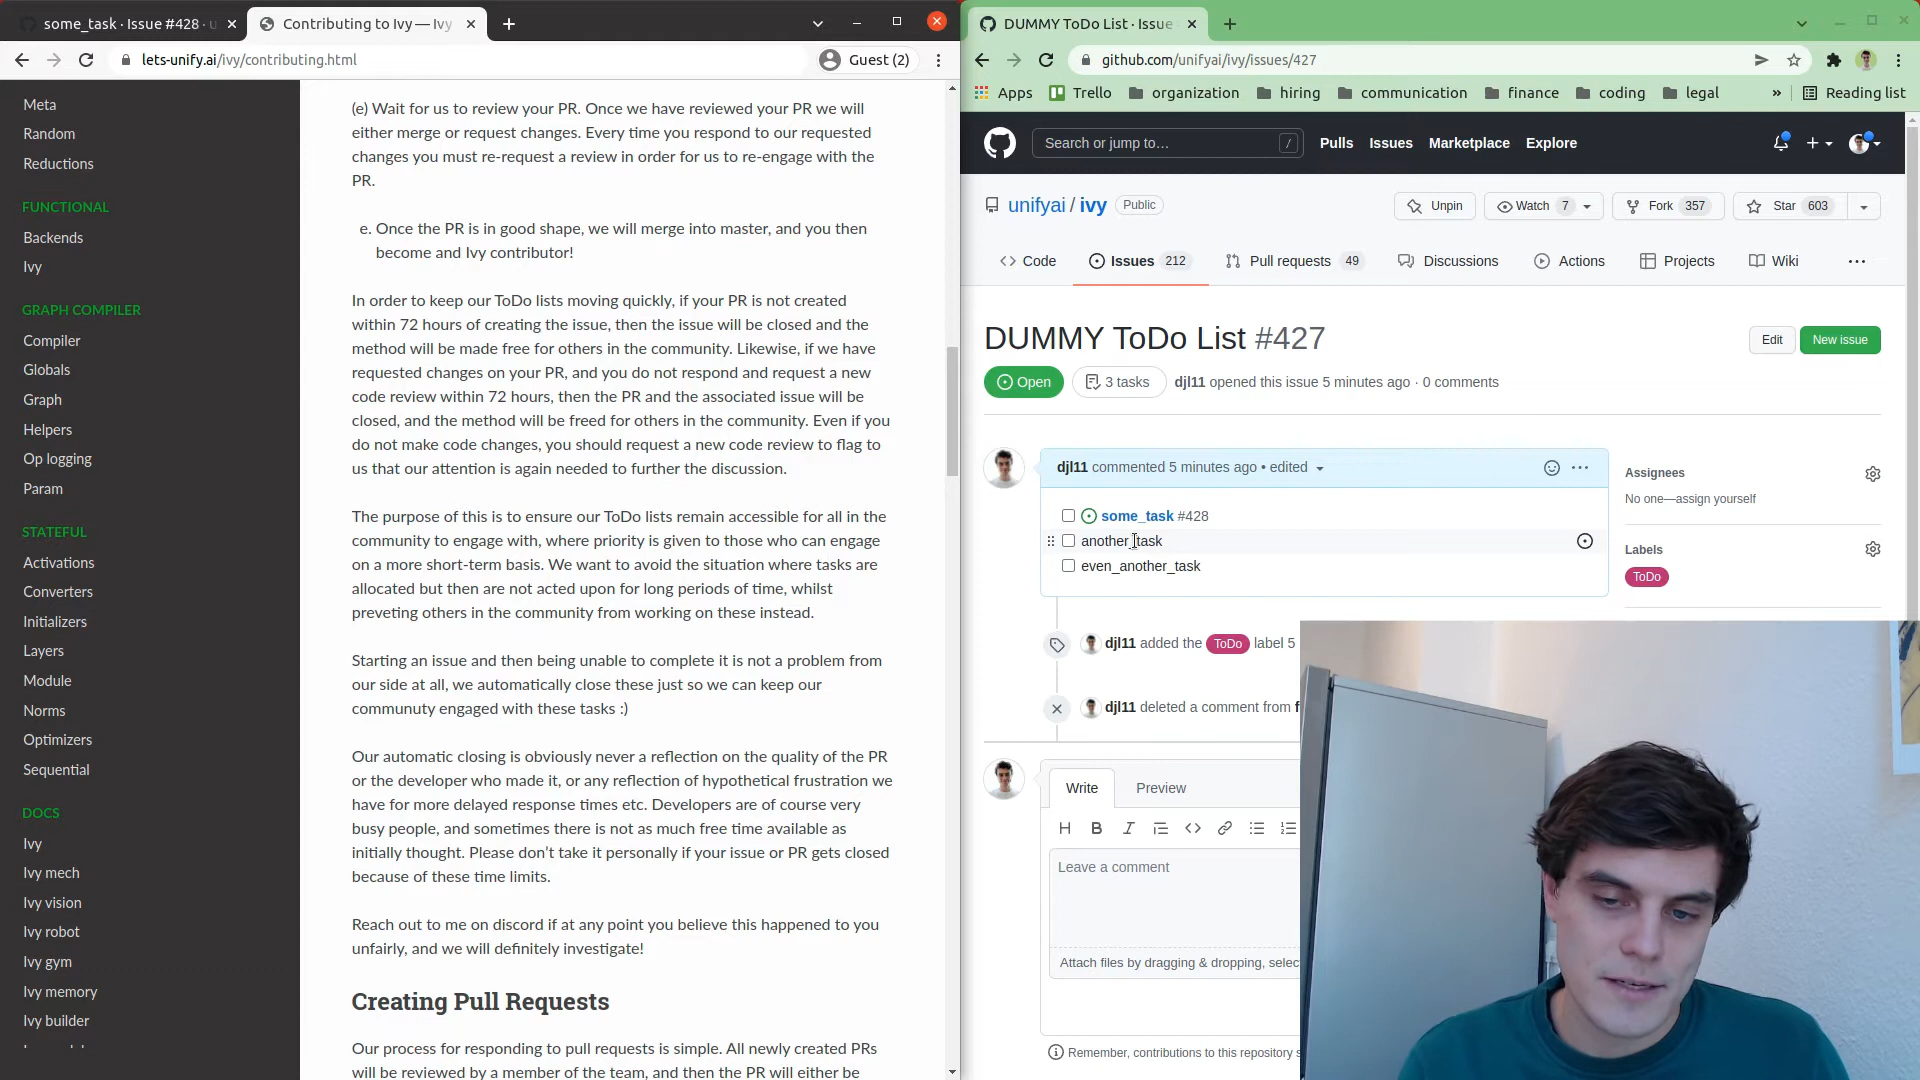 some_task · Issue #428 · u
Contributing to Ivy — Ivy
lets-unify.ai/ivy/contributing.html
Guest (2)
Meta
Random
Reductions
FUNCTIONAL
Backends
Ivy
GRAPH COMPILER
Compiler
Globals
Graph
Helpers
Op logging
Param
STATEFUL
Activations
Converters
Initializers
Layers
Module
Norms
Optimizers
Sequential
DOCS
Ivy
Ivy mech
Ivy vision
Ivy robot
Ivy gym
Ivy memory
Ivy builder
(e) Wait for us to review your PR. Once we have reviewed your PR we will
either merge or request changes. Every time you respond to our requested
changes you must re-request a review in order for us to re-engage with the
PR.
e. Once the PR is in good shape, we will merge into master, and you then
become and Ivy contributor!
In order to keep our ToDo lists moving quickly, if your PR is not created
within 72 hours of creating the issue, then the issue will be closed and the
method will be made free for others in the community. Likewise, if we have
requested changes on your PR, and you do not respond and request a new
code review within 72 hours, then the PR and the associated issue will be
closed, and the method will be freed for others in the community. Even if you
do not make code changes, you should request a new code review to flag to
us that our attention is again needed to further the discussion.
The purpose of this is to ensure our ToDo lists remain accessible for all in the
community to engage with, where priority is given to those who can engage
on a more short-term basis. We want to avoid the situation where tasks are
allocated but then are not acted upon for long periods of time, whilst
preveting others in the community from working on these instead.
Starting an issue and then being unable to complete it is not a problem from
our side at all, we automatically close these just so we can keep our
communuty engaged with these tasks :)
Our automatic closing is obviously never a reflection on the quality of the PR
or the developer who made it, or any reflection of hypothetical frustration we
have for more delayed response times etc. Developers are of course very
busy people, and sometimes there is not as much free time available as
initially thought. Please don't take it personally if your issue or PR gets closed
because of these time limits.
Reach out to me on discord if at any point you believe this happened to you
unfairly, and we will definitely investigate!
Creating Pull Requests
Our process for responding to pull requests is simple. All newly created PRs
will be reviewed by a member of the team, and then the PR will either be
DUMMY ToDo List · Issue
github.com/unifyai/ivy/issues/427
Apps Trello organization hiring communication finance coding legal » Reading list
Search or jump to… / Pulls Issues Marketplace Explore
unifyai / ivy Public Unpin Watch 7 Fork 357 Star 603
Code Issues 212 Pull requests 49 Discussions Actions Projects Wiki
DUMMY ToDo List #427 Edit New issue
Open 3 tasks djl11 opened this issue 5 minutes ago · 0 comments
djl11 commented 5 minutes ago • edited
some_task #428
another_task
even_another_task
Assignees
No one—assign yourself
Labels
ToDo
djl11 added the ToDo label 5
djl11 deleted a comment from f
Write Preview
H B I
Leave a comment
Attach files by dragging & dropping, selec
Remember, contributions to this repository s